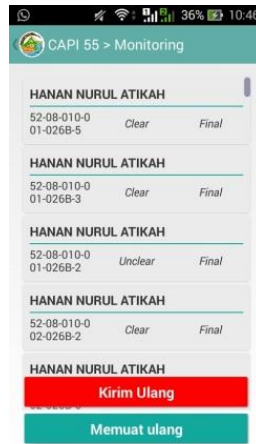 36% 10:46
CAPI 55 > Monitoring
HANAN NURUL ATIKAH
52-08-010-0
01-026B-5 Clear Final
HANAN NURUL ATIKAH
52-08-010-0
01-026B-3 Clear Final
HANAN NURUL ATIKAH
52-08-010-0
01-026B-2 Unclear Final
HANAN NURUL ATIKAH
52-08-010-0
02-026B-2 Clear Final
HANAN NURUL ATIKAH
Kirim Ulang
Memuat ulang